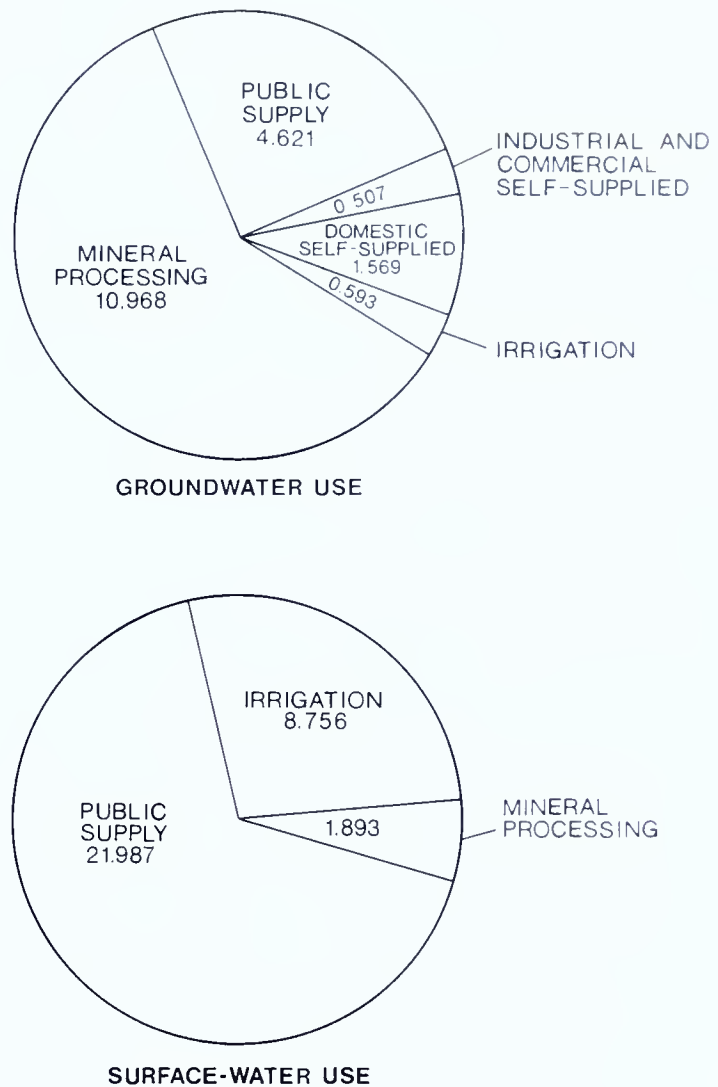 PUBLIC
SUPPLY
4.621
INDUSTRIAL AND
COMMERCIAL
SELF-SUPPLIED
0.507
DOMESTIC
SELF-SUPPLIED
1.569
0.593
IRRIGATION
MINERAL
PROCESSING
10.968
GROUNDWATER USE
IRRIGATION
8.756
PUBLIC
SUPPLY
21.987
1.893
MINERAL
PROCESSING
SURFACE-WATER USE